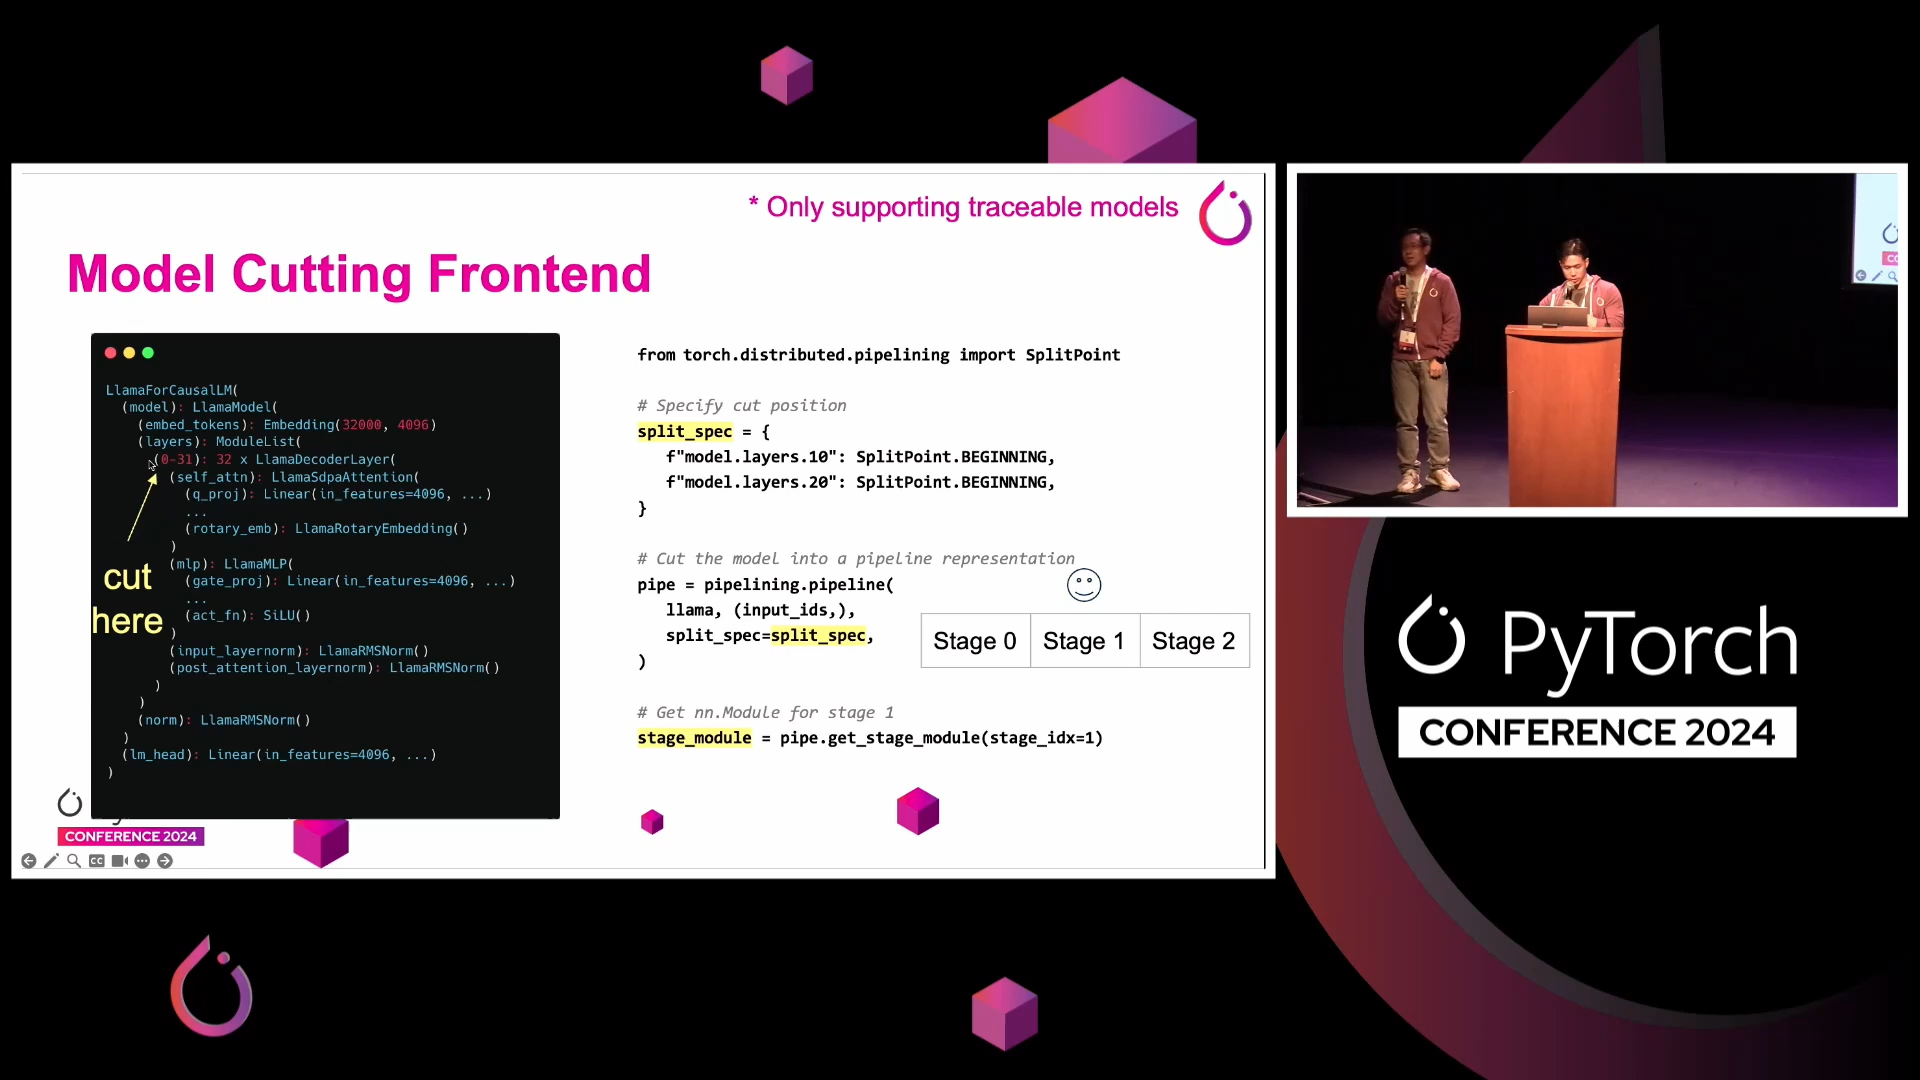 * Only supporting traceable models
Model Cutting Frontend
LlamaForCausalLM(
(model): LlamaModel(
(embed_tokens): Embedding(32000, 4096)
(layers): ModuleList(
(0-31): 32 x LlamaDecoderLayer(
(self_attn): LlamaSdpaAttention(
(q_proj): Linear(in_features=4096, ...)
...
(rotary_emb): LlamaRotaryEmbedding()
)
(mlp): LlamaMLP(
(gate_proj): Linear(in_features=4096, ...)
...
(act_fn): SiLU()
)
(input_layernorm): LlamaRMSNorm()
(post_attention_layernorm): LlamaRMSNorm()
)
)
(norm): LlamaRMSNorm()
)
(lm_head): Linear(in_features=4096, ...)
)
cut
here
from torch.distributed.pipelining import SplitPoint
# Specify cut position
split_spec = {
f"model.layers.10": SplitPoint.BEGINNING,
f"model.layers.20": SplitPoint.BEGINNING,
}
# Cut the model into a pipeline representation
pipe = pipelining.pipeline(
llama, (input_ids,),
split_spec=split_spec,
)
Stage 0 Stage 1 Stage 2
# Get nn.Module for stage 1
stage_module = pipe.get_stage_module(stage_idx=1)
CONFERENCE 2024
CC
PyTorch
CONFERENCE 2024